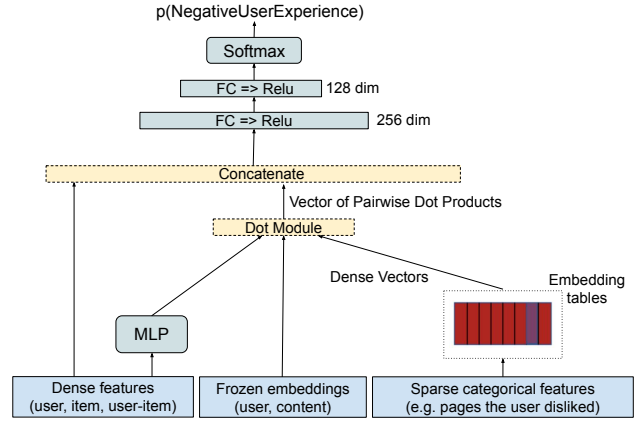 p(NegativeUserExperience)
Softmax
FC => Relu
128 dim
FC => Relu
256 dim
Concatenate
Vector of Pairwise Dot Products
Dot Module
Dense Vectors
Embedding
tables
MLP
Dense features
(user, item, user-item)
Frozen embeddings
(user, content)
Sparse categorical features
(e.g. pages the user disliked)